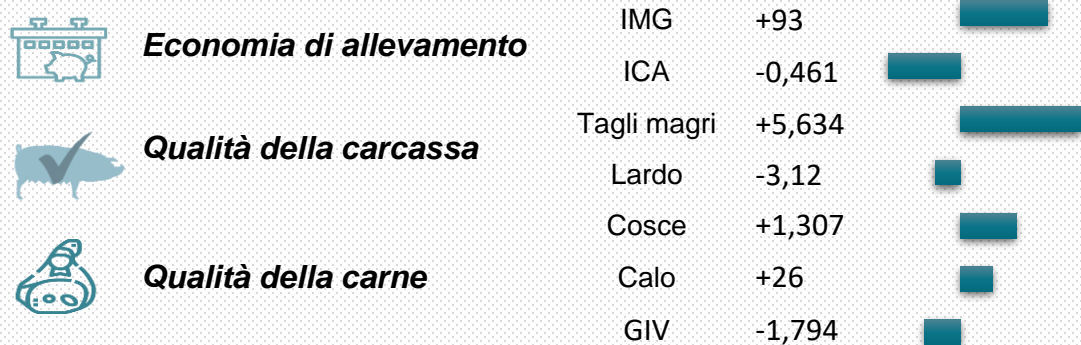 Economia di allevamento
Qualità della carcassa
Qualità della carne
IMG +93
ICA -0,461
Tagli magri +5,634
Lardo -3,12
Cosce +1,307
Calo +26
GIV -1,794